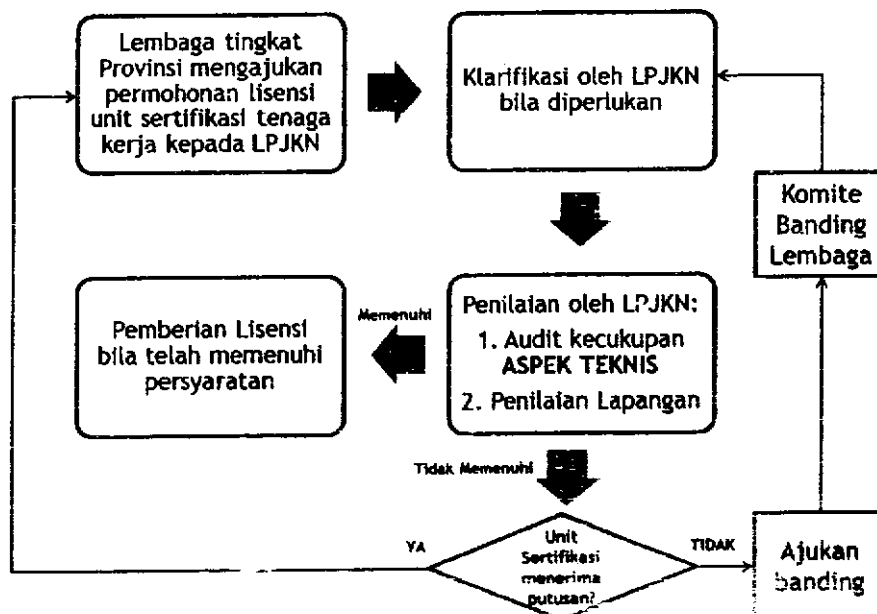 Lembaga tingkat
Provinsi mengajukan
permohonan lisensi
unit sertifikasi tenaga
kerja kepada LPJKN
Klarifikasi oleh LPJKN
bila diperlukan
Komite
Banding
Lembaga
Pemberian Lisensi
bila telah memenuhi
persyaratan
Memenuhi
Penilaian oleh LPJKN:
1. Audit kecukupan
ASPEK TEKNIS
2. Penilaian Lapangan
Tidak Memenuhi
YA
Unit
Sertifikasi
menerima
putusan?
TIDAK
Ajukan
banding